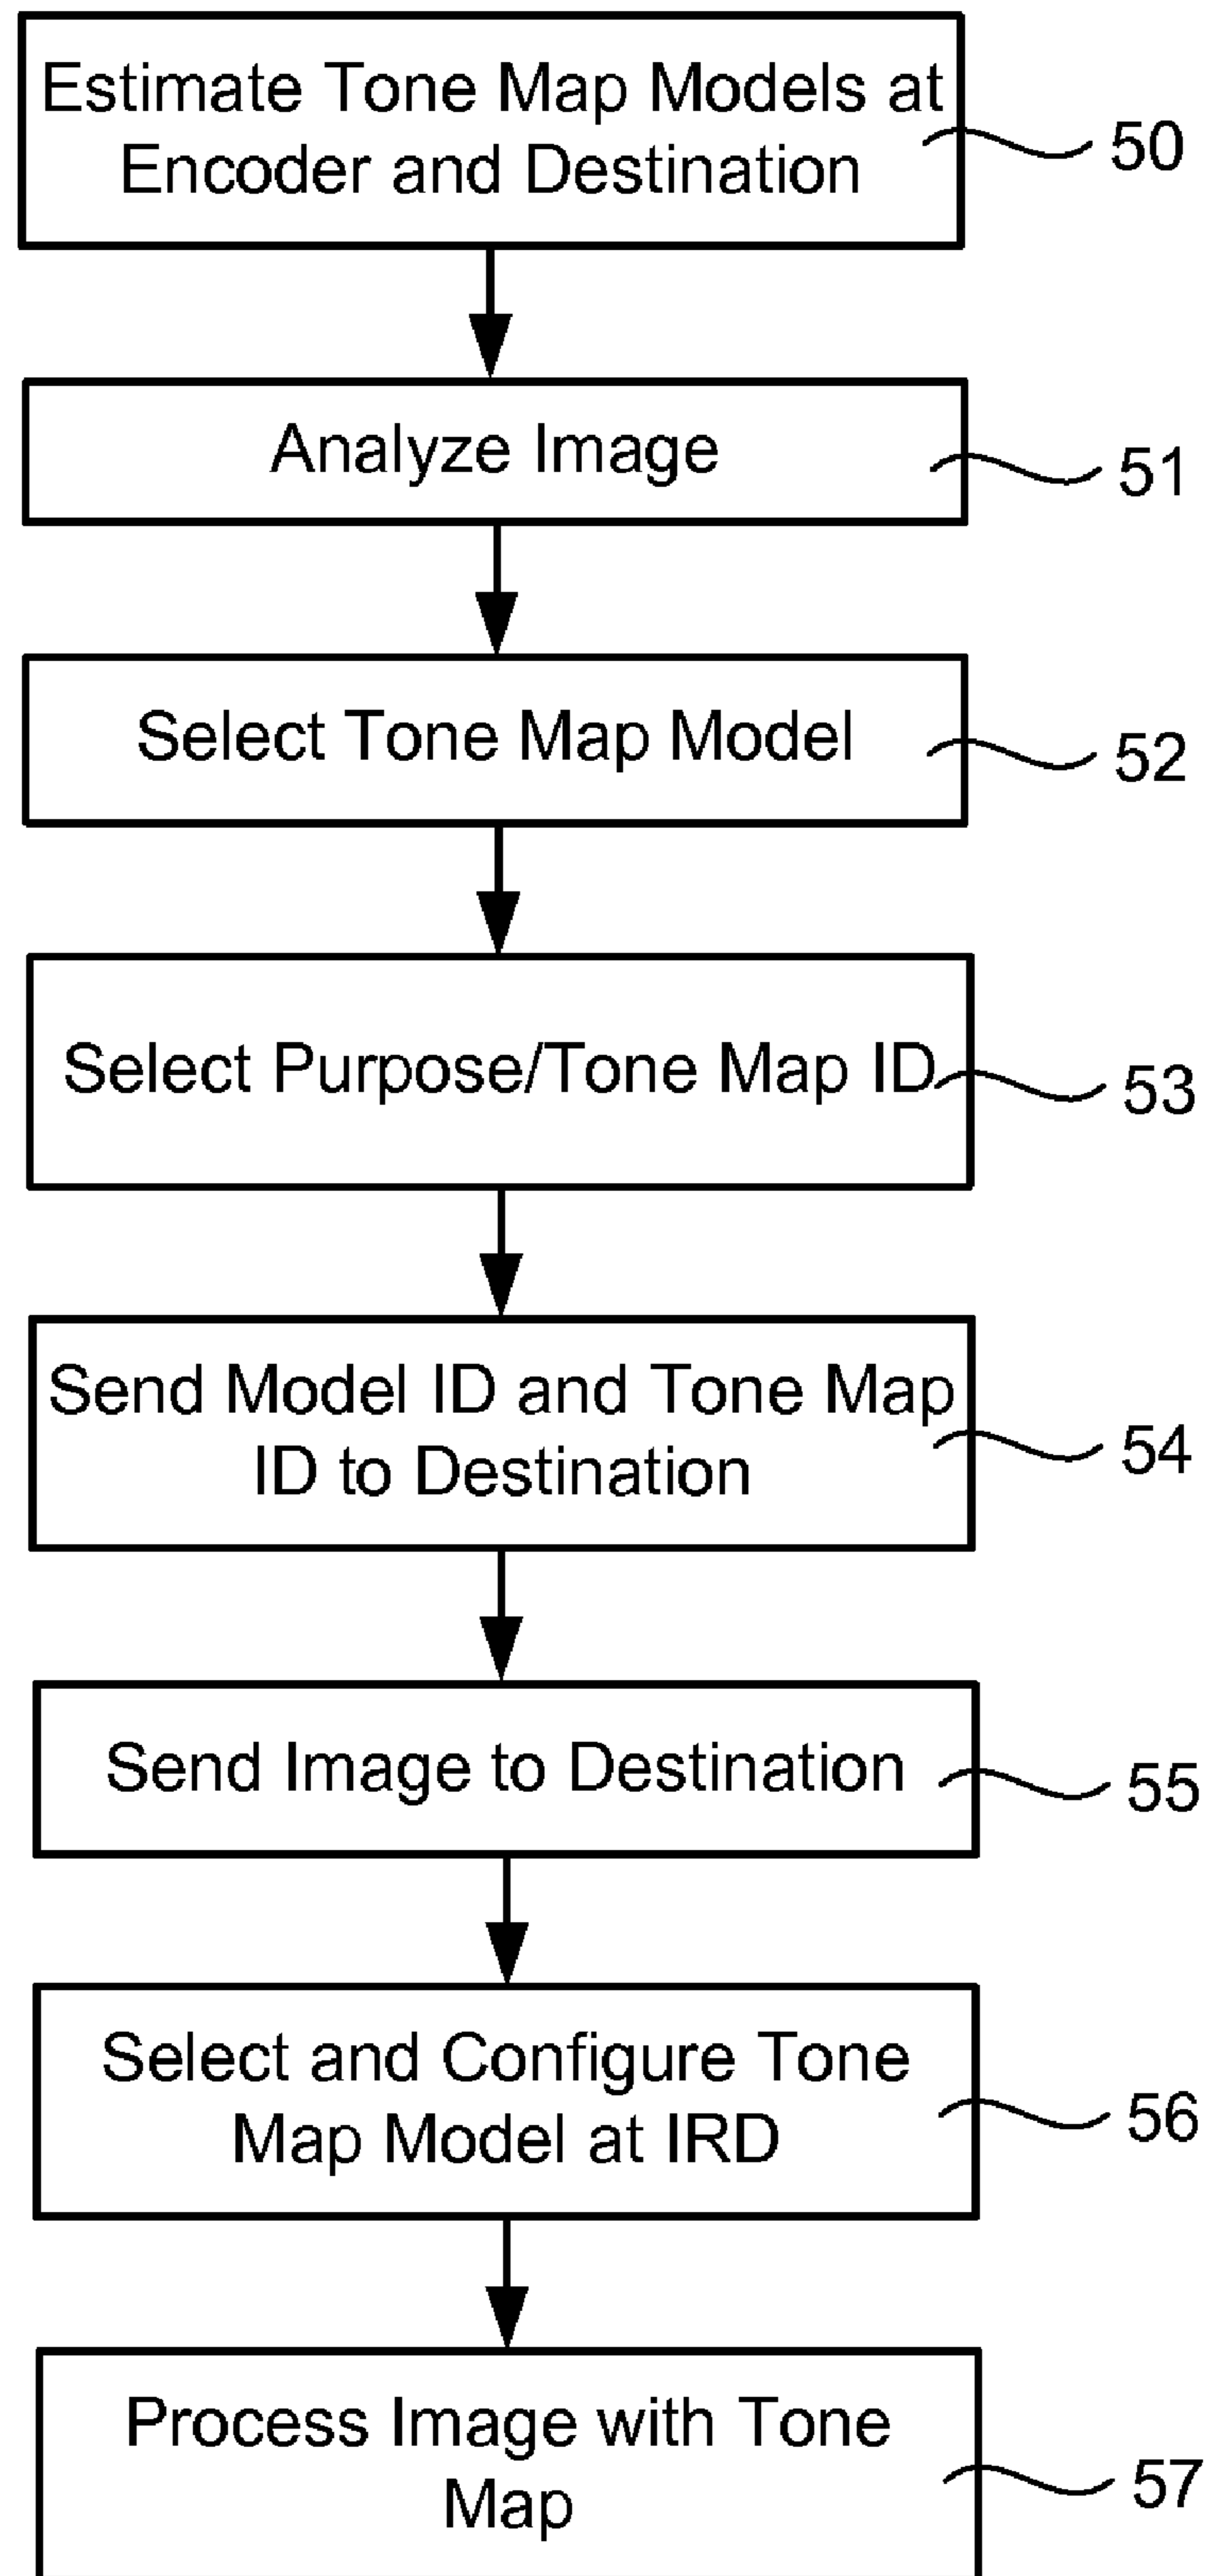 Estimate Tone Map Models at
Encoder and Destination
50
Analyze Image
51
Select Tone Map Model
52
Select Purpose/Tone Map ID
53
Send Model ID and Tone Map
ID to Destination
54
Send Image to Destination
55
Select and Configure Tone
Map Model at IRD
56
Process Image with Tone
Map
57